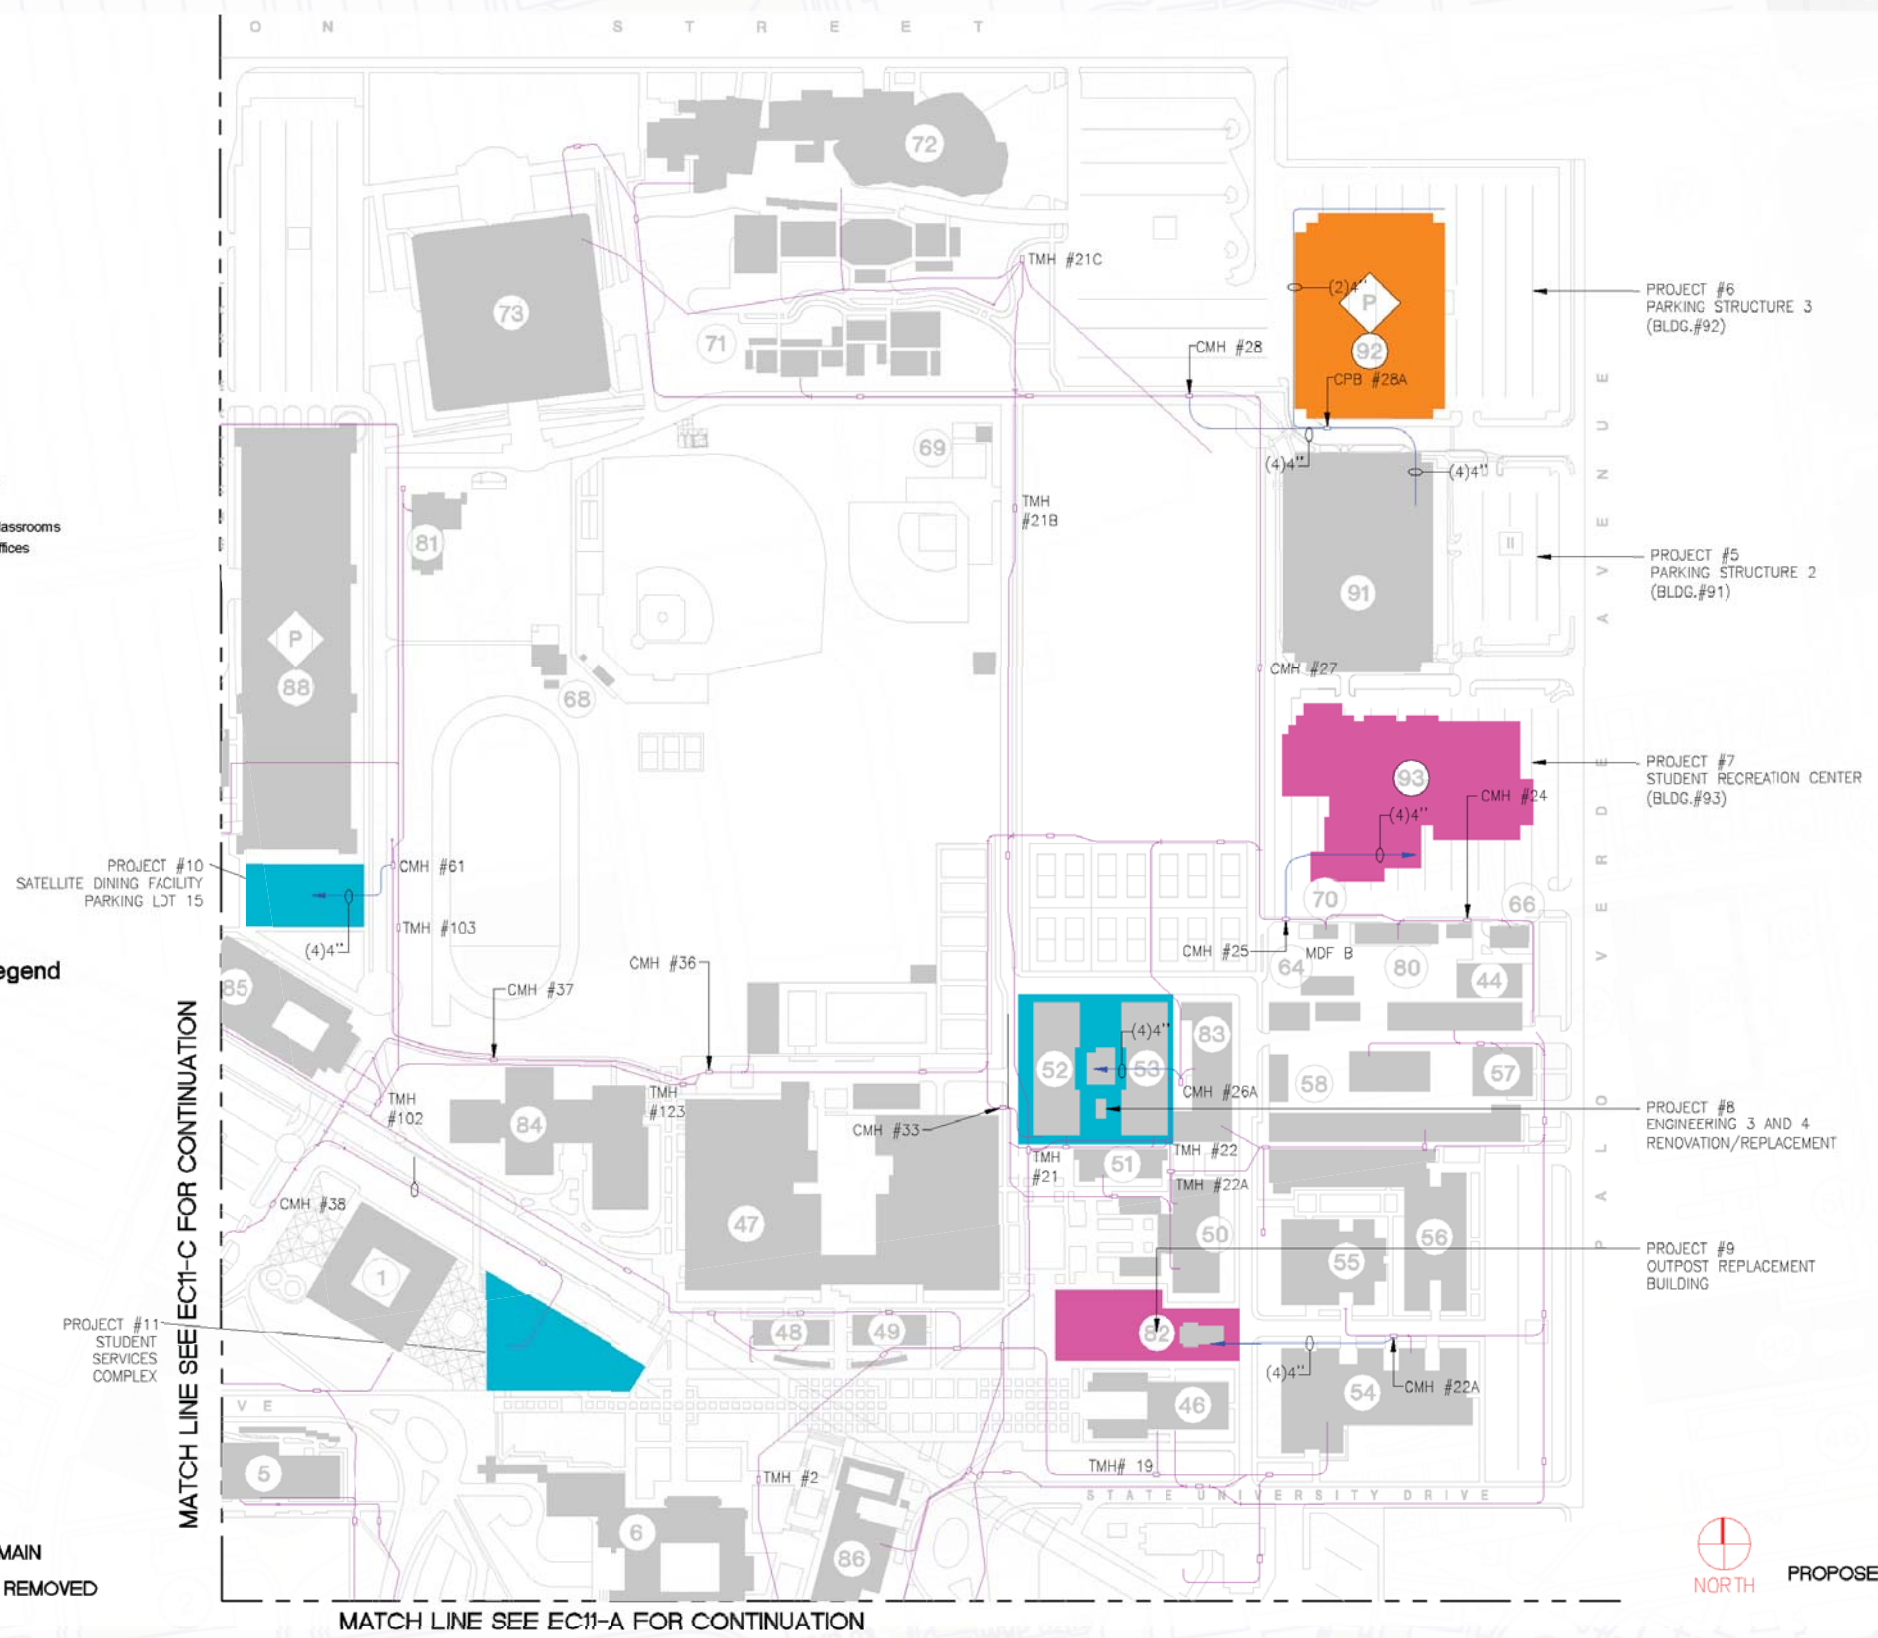 O N   S T R E E T
72
TMH #21C
73
71
(2)4"
P
92
PROJECT #6
PARKING STRUCTURE 3
(BLDG.#92)
CMH #28
CPB #28A
69
(4)4"
(4)4"
TMH
#21B
81
lassrooms
ffices
91
PROJECT #5
PARKING STRUCTURE 2
(BLDG.#91)
P
88
68
CMH #27
93
PROJECT #7
STUDENT RECREATION CENTER
(BLDG.#93)
CMH #24
(4)4"
PALO VERDE AVENUE
PROJECT #10
SATELLITE DINING FACILITY
PARKING LOT 15
CMH #61
TMH #103
(4)4"
70
66
CMH #25
MDF B
64
80
44
CMH #36
egend
85
CMH #37
(4)4"
83
52
53
CMH #26A
58
57
TMH
#102
TMH
#123
84
CMH #33
PROJECT #8
ENGINEERING 3 AND 4
RENOVATION/REPLACEMENT
TMH
#21
51
TMH #22
TMH #22A
CMH #38
47
50
56
55
PROJECT #9
OUTPOST REPLACEMENT
BUILDING
1
PROJECT #11
STUDENT
SERVICES
COMPLEX
48
49
82
(4)4"
54
CMH #22A
46
MATCH LINE SEE EC11-C FOR CONTINUATION
V E
5
TMH #2
TMH# 19
STATE UNIVERSITY DRIVE
6
86
MAIN
REMOVED
NORTH
PROPOSE
MATCH LINE SEE EC11-A FOR CONTINUATION